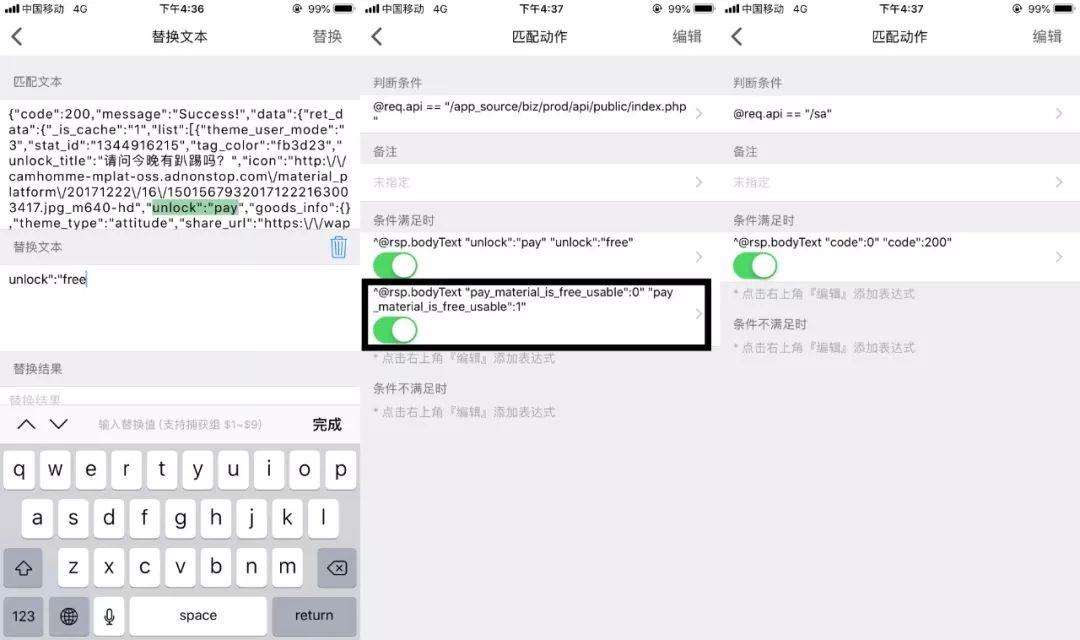 中国移动 4G 下午4:36 99%
替换文本 替换
匹配文本
{"code":200,"message":"Success!","data":{"ret_d
ata":{"_is_cache":"1","list":[{"theme_user_mode":"
3","stat_id":"1344916215","tag_color":"fb3d23","
unlock_title":"请问今晚有趴踢吗？","icon":"http:\/\/
camhomme-mplat-oss.adnonstop.com\/material_p
latform\/20171222\/16\/150156793201712221630
03417.jpg_m640-hd","unlock":"pay","goods_info":{}
,"theme_type":"attitude","share_url":"https:\/\/wap
替换文本
unlock":"free
替换结果
替换结果
输入替换值(支持捕获组 $1~$9) 完成
q w e r t y u i o p
a s d f g h j k l
z x c v b n m
123 space return
中国移动 4G 下午4:37 99%
匹配动作 编辑
判断条件
@req.api == "/app_source/biz/prod/api/public/index.php
"
备注
未指定
条件满足时
^@rsp.bodyText "unlock":"pay" "unlock":"free"
^@rsp.bodyText "pay_material_is_free_usable":0" "pay
_material_is_free_usable":1"
* 点击右上角『编辑』添加表达式
条件不满足时
* 点击右上角『编辑』添加表达式
中国移动 4G 下午4:37 99%
匹配动作 编辑
判断条件
@req.api == "/sa"
备注
未指定
条件满足时
^@rsp.bodyText "code":0" "code":200"
* 点击右上角『编辑』添加表达式
条件不满足时
* 点击右上角『编辑』添加表达式